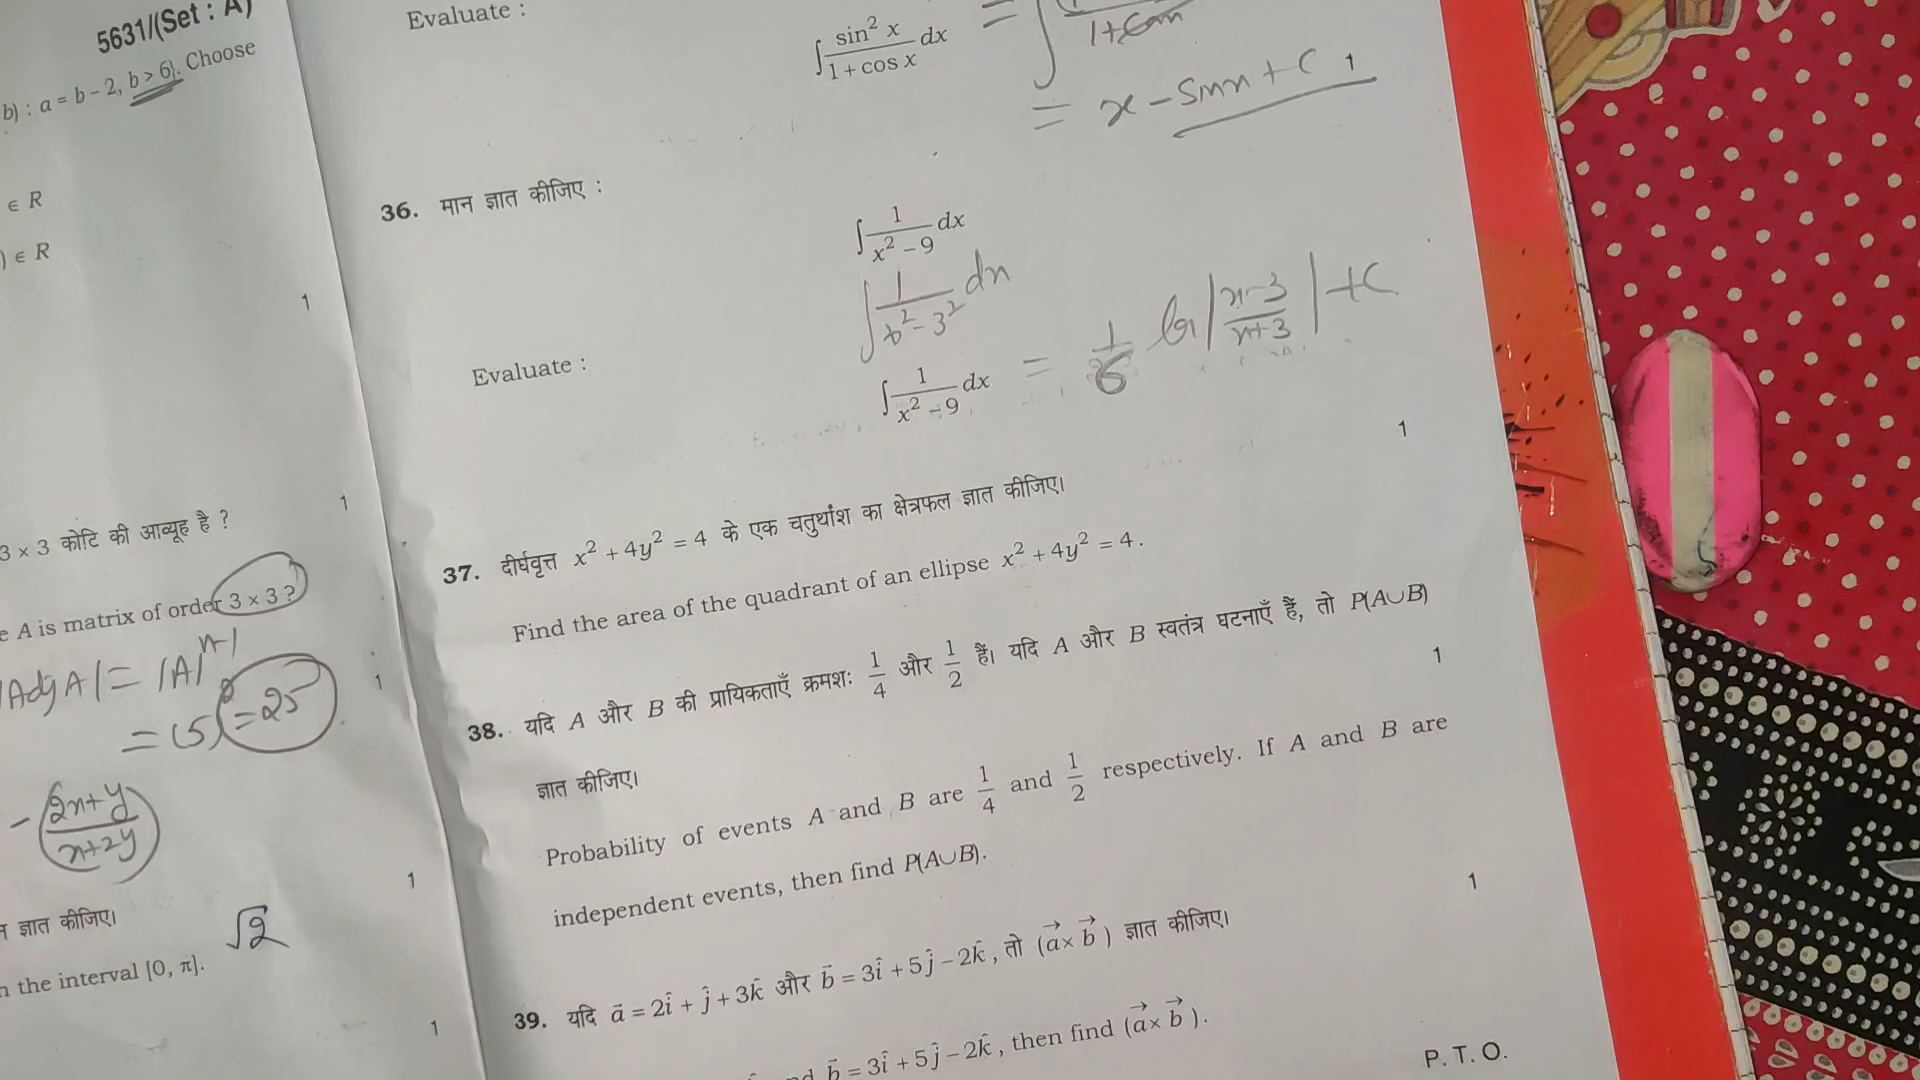 5631/(Set : A)
b) : a = b – 2, b > 6}. Choose
∈ R
) ∈ R
1
1
3 × 3 कोटि की आव्यूह है ?
A is matrix of order 3 × 3 ?
|Adj A| = |A|^(n-1)
= (5)² = 25
1
- (2x+y)/(x+2y)
1
ज्ञात कीजिए।
√2
the interval [0, π].
1
Evaluate :
∫ sin² x / (1 + cos x) dx
= x – sinx + C
1
36. मान ज्ञात कीजिए :
∫ 1/(x² – 9) dx
∫ 1/(x² – 3²) dx
Evaluate :
∫ 1/(x² – 9) dx = 1/6 ln |(x–3)/(x+3)| + C
1
37. दीर्घवृत्त x² + 4y² = 4 के एक चतुर्थांश का क्षेत्रफल ज्ञात कीजिए।
Find the area of the quadrant of an ellipse x² + 4y² = 4.
1
38. यदि A और B की प्रायिकताएँ क्रमशः 1/4 और 1/2 हैं। यदि A और B स्वतंत्र घटनाएँ हैं, तो P(A∪B)
ज्ञात कीजिए।
Probability of events A and B are 1/4 and 1/2 respectively. If A and B are
independent events, then find P(A∪B).
1
39. यदि a⃗ = 2î + ĵ + 3k̂ और b⃗ = 3î + 5ĵ – 2k̂, तो (a⃗ × b⃗) ज्ञात कीजिए।
b⃗ = 3î + 5ĵ – 2k̂, then find (a⃗ × b⃗).
P. T. O.